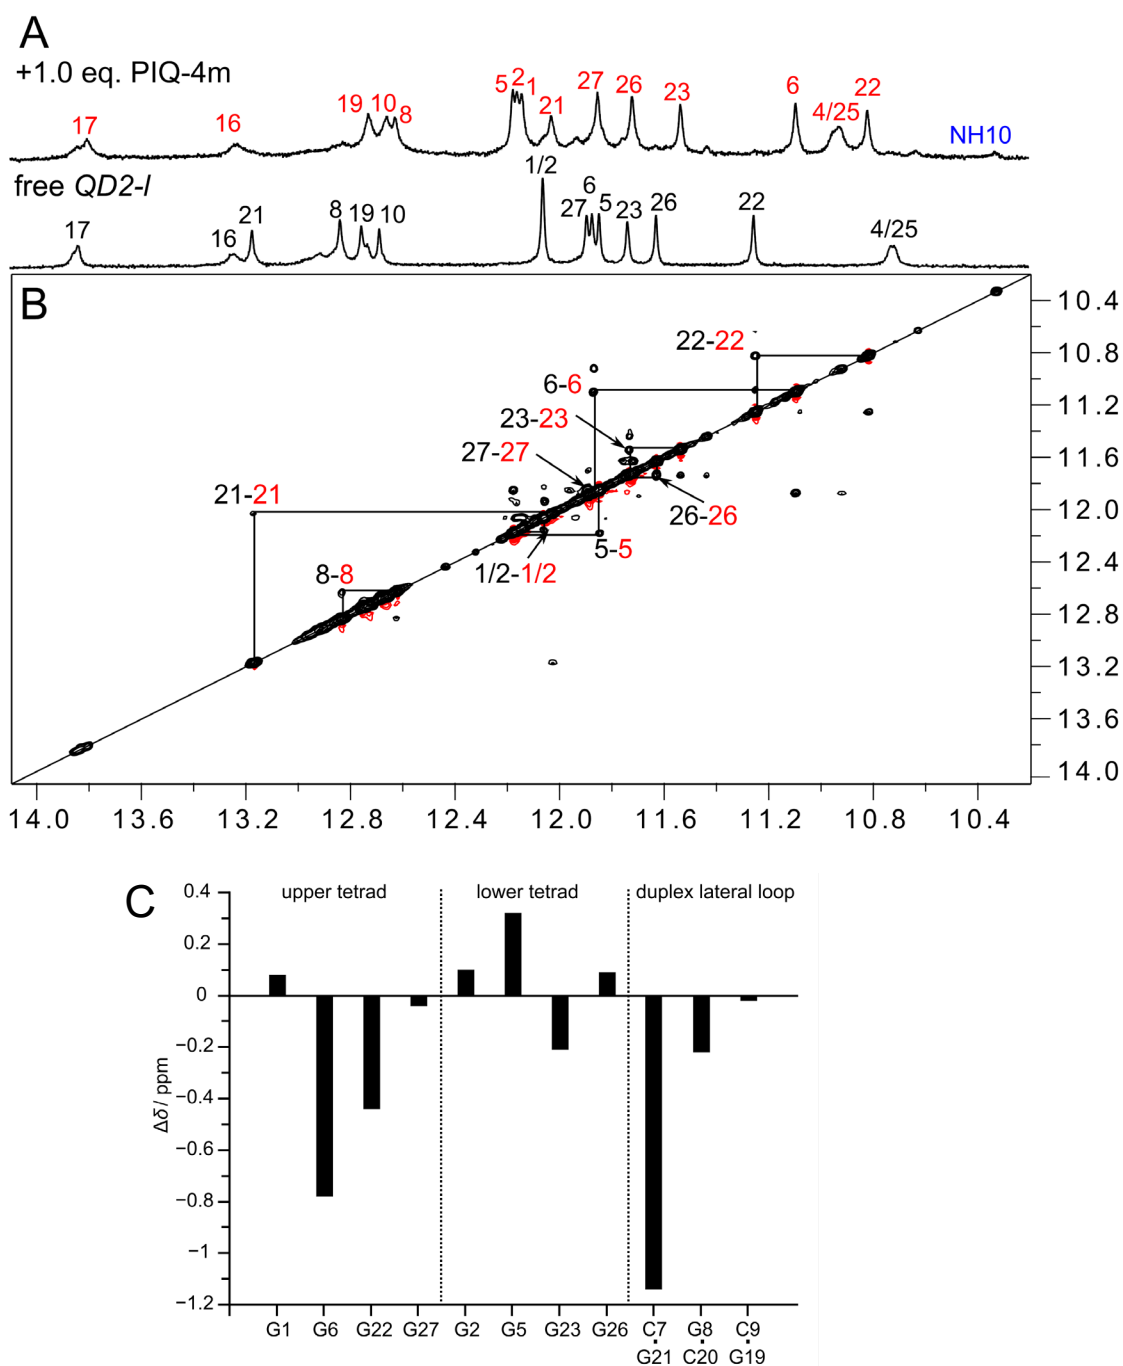 A
+1.0 eq. PIQ-4m
17 16 19 10 8 5 2 1 21 27 26 23 6 4/25 22 NH10
free QD2-l
17 16 21 8 19 10 1/2 27 6 5 23 26 22 4/25
B
22-22
6-6
23-23
27-27
21-21
26-26
5-5
1/2-1/2
8-8
10.4
10.8
11.2
11.6
12.0
12.4
12.8
13.2
13.6
14.0
14.0 13.6 13.2 12.8 12.4 12.0 11.6 11.2 10.8 10.4
C
upper tetrad lower tetrad duplex lateral loop
0.4
0.2
0
−0.2
−0.4
−0.6
−0.8
−1
−1.2
Δδ / ppm
G1 G6 G22 G27 G2 G5 G23 G26 C7 G8 C9
G21 C20 G19